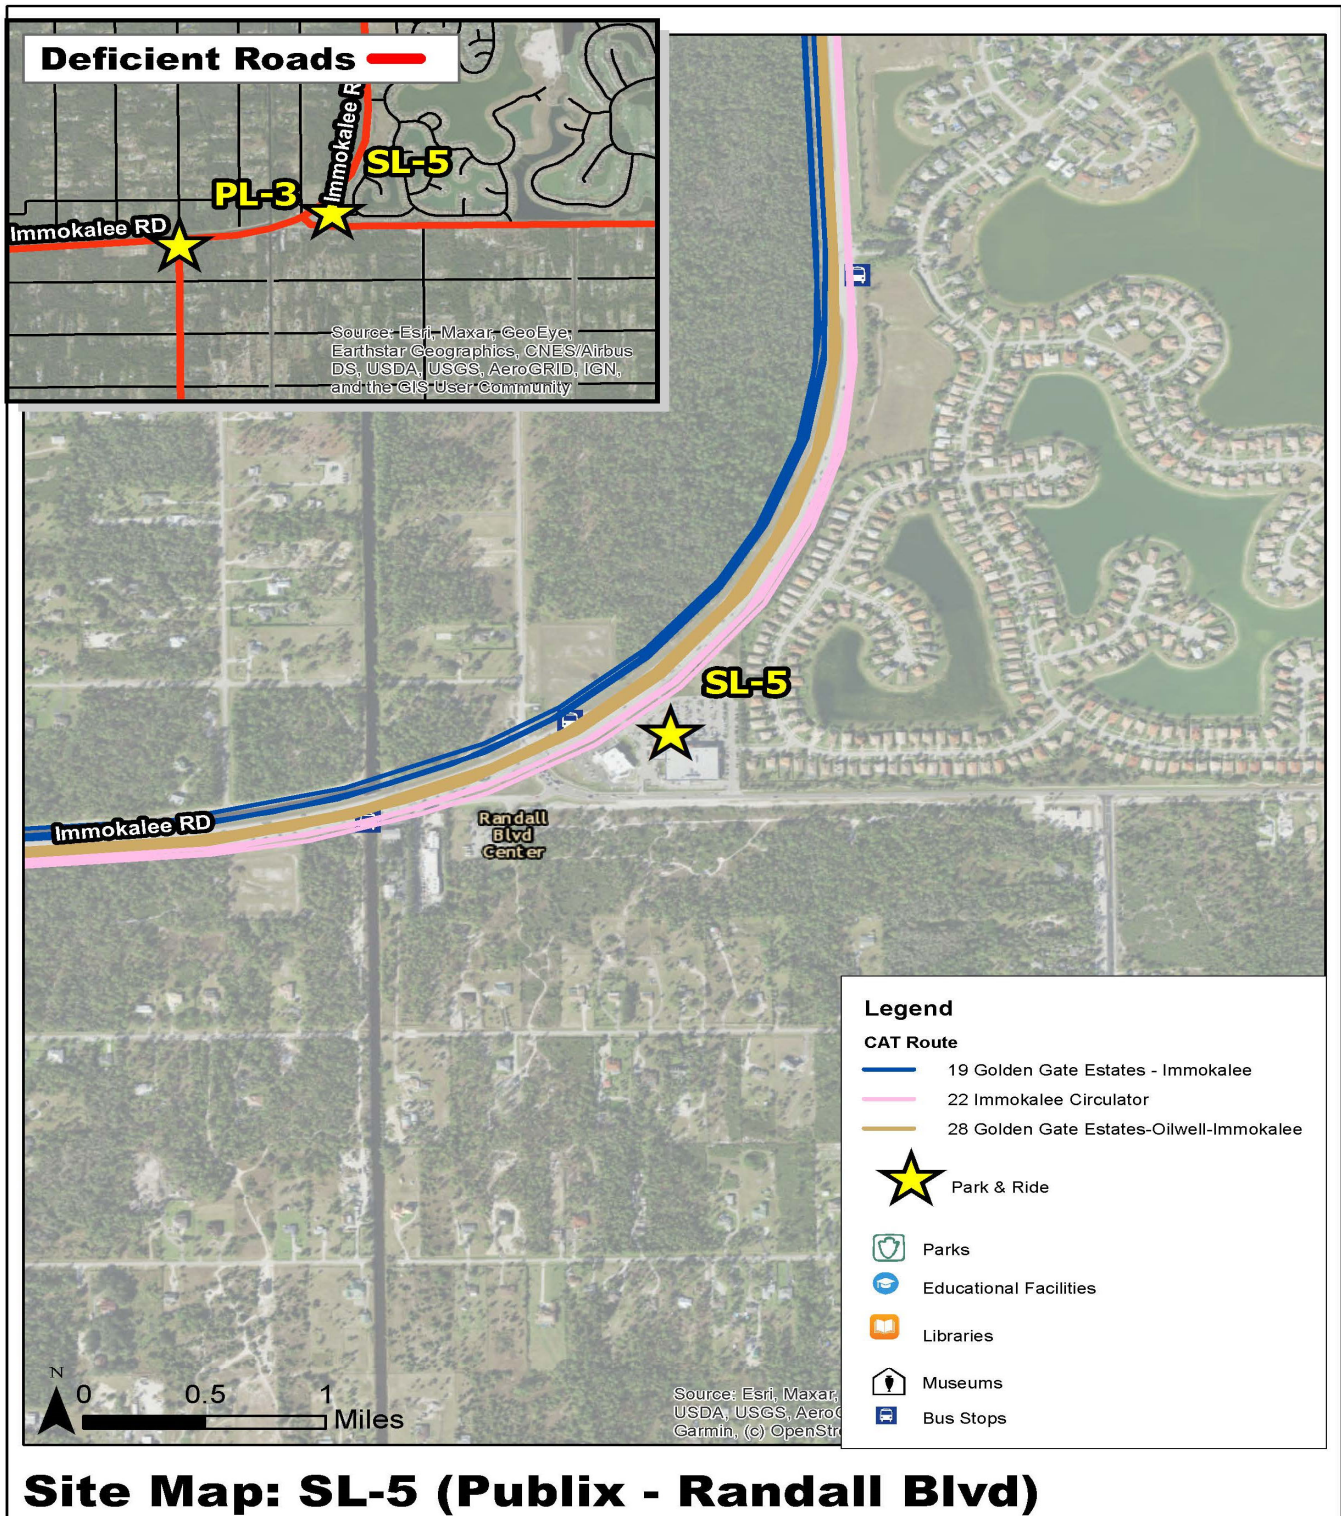 Deficient Roads
Immokalee R
SL-5
PL-3
Immokalee RD
Source: Esri, Maxar, GeoEye,
Earthstar Geographics, CNES/Airbus
DS, USDA, USGS, AeroGRID, IGN,
and the GIS User Community
SL-5
Immokalee RD
Randall
Blvd
Center
Legend
CAT Route
19 Golden Gate Estates - Immokalee
22 Immokalee Circulator
28 Golden Gate Estates-Oilwell-Immokalee
Park & Ride
Parks
Educational Facilities
Libraries
Museums
Bus Stops
N
0 0.5 1
Miles
Source: Esri, Maxar,
USDA, USGS, Aero
Garmin, (c) OpenStr
Site Map: SL-5 (Publix - Randall Blvd)